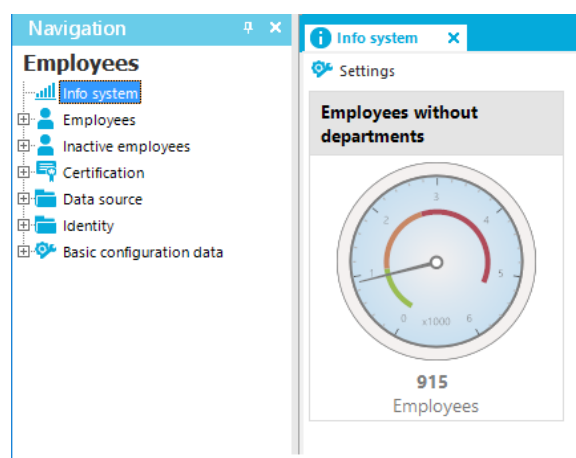 Navigation
Employees
Info system
Employees
Inactive employees
Certification
Data source
Identity
Basic configuration data
Info system
Settings
Employees without
departments
0
1
2
3
4
5
6
x1000
915
Employees